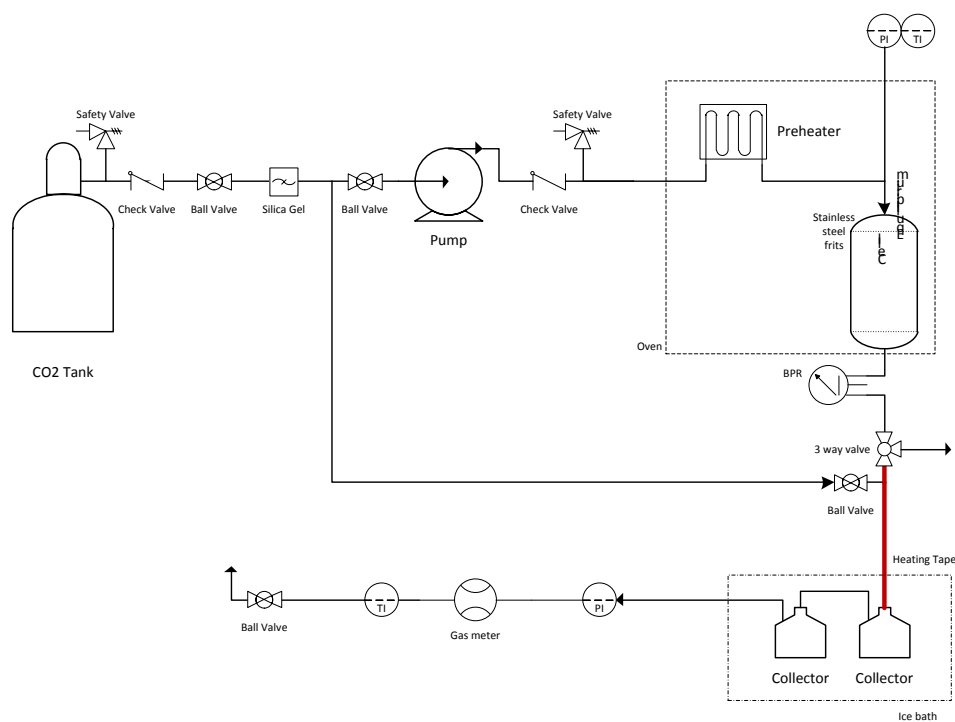 PI
TI
Safety Valve
Safety Valve
Preheater
Check Valve
Ball Valve
Silica Gel
Ball Valve
Check Valve
Stainless
steel
frits
Pump
Oven
CO2 Tank
BPR
3 way valve
Ball Valve
Heating Tape
TI
PI
Ball Valve
Gas meter
Collector
Collector
Ice bath